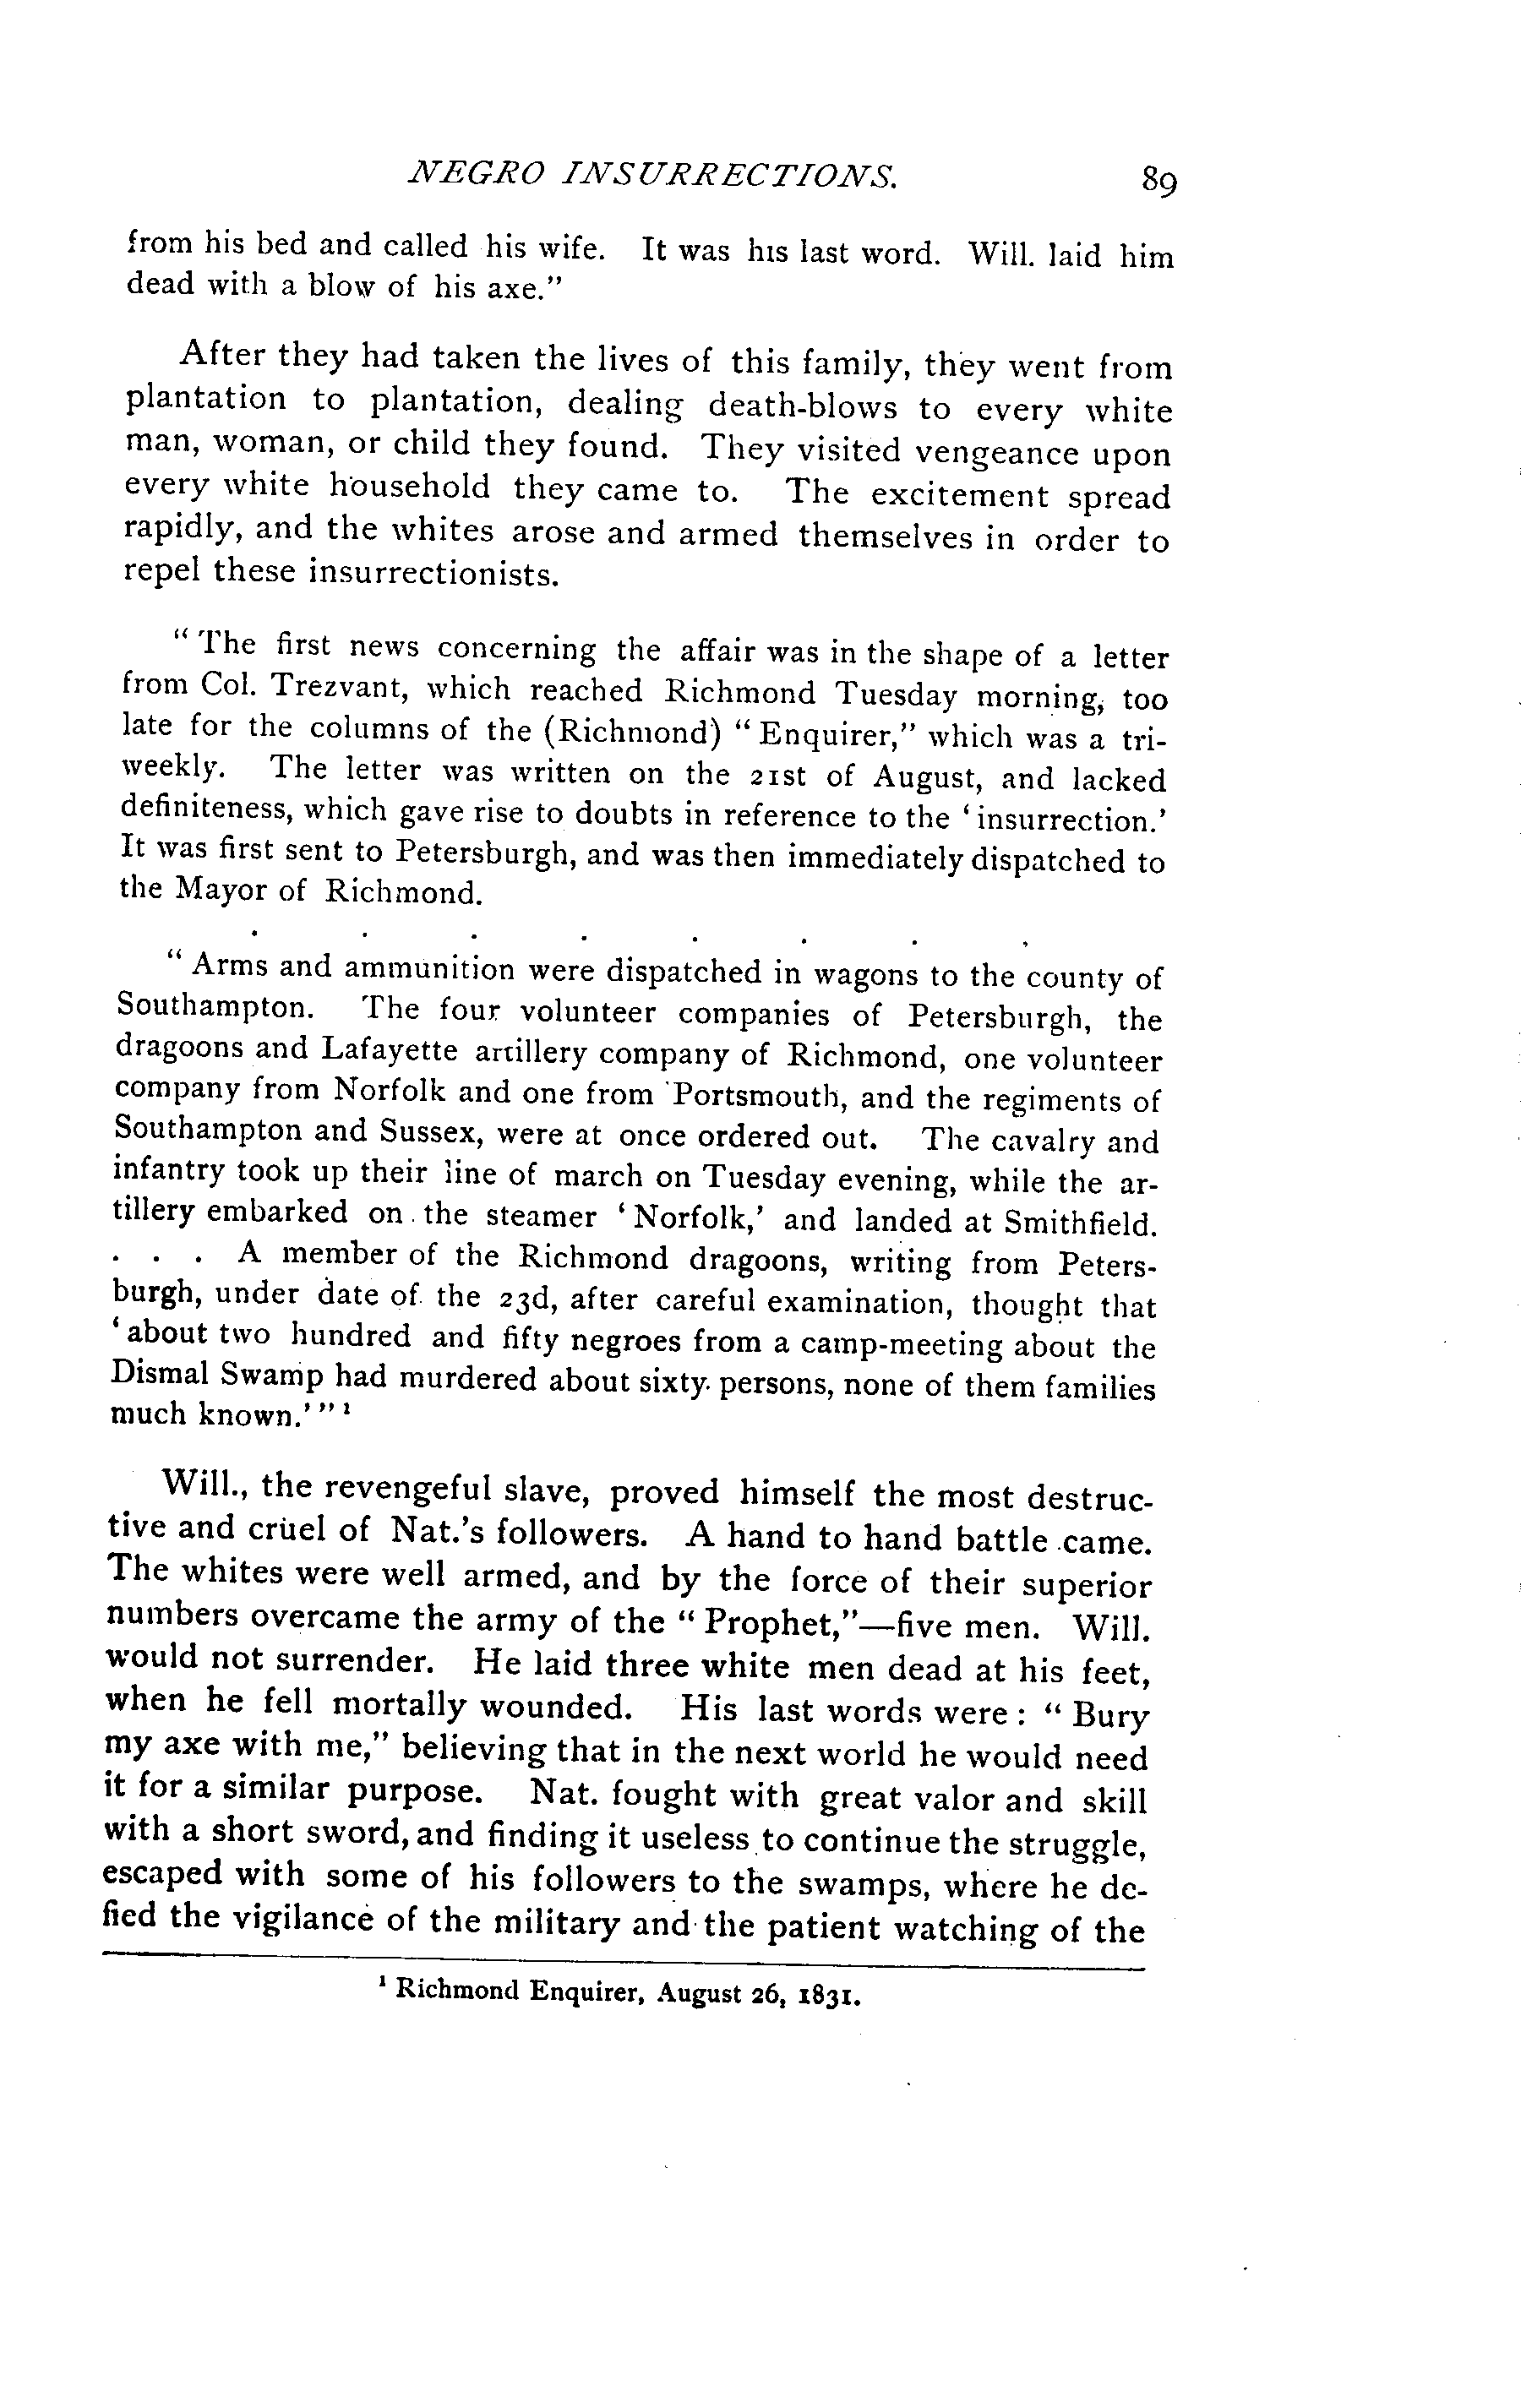 NEGRO INSURRECTIONS. 89
from his bed and called his wife. It was his last word. Will. laid him
dead with a blow of his axe."
After they had taken the lives of this family, they went from
plantation to plantation, dealing death-blows to every white
man, woman, or child they found. They visited vengeance upon
every white household they came to. The excitement spread
rapidly, and the whites arose and armed themselves in order to
repel these insurrectionists.
"The first news concerning the affair was in the shape of a letter
from Col. Trezvant, which reached Richmond Tuesday morning, too
late for the columns of the (Richmond) "Enquirer," which was a tri-
weekly. The letter was written on the 21st of August, and lacked
definiteness, which gave rise to doubts in reference to the 'insurrection.'
It was first sent to Petersburgh, and was then immediately dispatched to
the Mayor of Richmond.
. . . . . . . .
"Arms and ammunition were dispatched in wagons to the county of
Southampton. The four volunteer companies of Petersburgh, the
dragoons and Lafayette artillery company of Richmond, one volunteer
company from Norfolk and one from Portsmouth, and the regiments of
Southampton and Sussex, were at once ordered out. The cavalry and
infantry took up their line of march on Tuesday evening, while the ar-
tillery embarked on the steamer 'Norfolk,' and landed at Smithfield.
. . . A member of the Richmond dragoons, writing from Peters-
burgh, under date of the 23d, after careful examination, thought that
'about two hundred and fifty negroes from a camp-meeting about the
Dismal Swamp had murdered about sixty persons, none of them families
much known.'" ¹
Will., the revengeful slave, proved himself the most destruc-
tive and cruel of Nat.'s followers. A hand to hand battle came.
The whites were well armed, and by the force of their superior
numbers overcame the army of the "Prophet,"—five men. Will.
would not surrender. He laid three white men dead at his feet,
when he fell mortally wounded. His last words were: "Bury
my axe with me," believing that in the next world he would need
it for a similar purpose. Nat. fought with great valor and skill
with a short sword, and finding it useless to continue the struggle,
escaped with some of his followers to the swamps, where he de-
fied the vigilance of the military and the patient watching of the
¹ Richmond Enquirer, August 26, 1831.